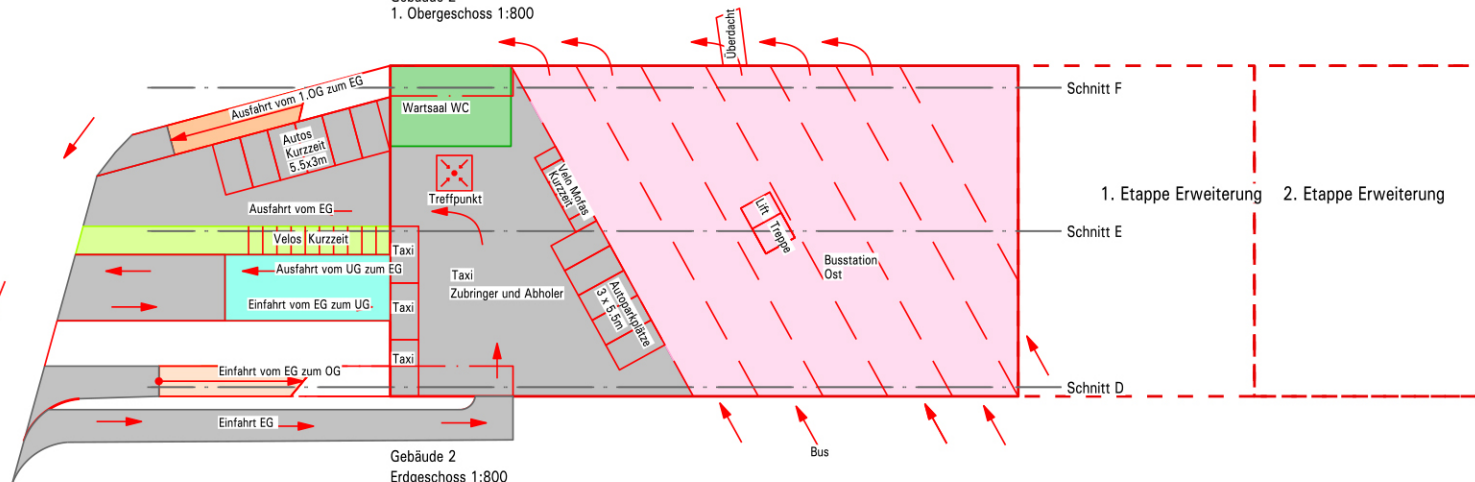 Gebäude 2
1. Obergeschoss 1:800
Überdacht
Schnitt F
Ausfahrt vom 1.OG zum EG
Wartsaal WC
Autos
Kurzzeit
5.5x3m
Velo Mofas
Kurzzeit
Treffpunkt
Lift
Treppe
1. Etappe Erweiterung
2. Etappe Erweiterung
Ausfahrt vom EG
Velos Kurzzeit
Schnitt E
Taxi
Ausfahrt vom UG zum EG
Busstation
Ost
Taxi
Zubringer und Abholer
Einfahrt vom EG zum UG
Taxi
Autoparkplätze
3 x 5.5m
Taxi
Einfahrt vom EG zum OG
Schnitt D
Einfahrt EG
Bus
Gebäude 2
Erdgeschoss 1:800